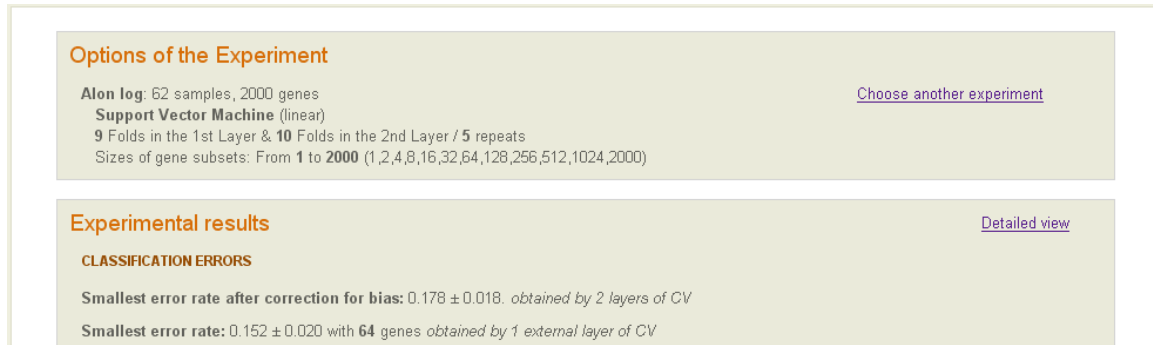 Options of the Experiment
Alon log: 62 samples, 2000 genes
Choose another experiment
Support Vector Machine (linear)
9 Folds in the 1st Layer & 10 Folds in the 2nd Layer / 5 repeats
Sizes of gene subsets: From 1 to 2000 (1,2,4,8,16,32,64,128,256,512,1024,2000)
Experimental results
Detailed view
CLASSIFICATION ERRORS
Smallest error rate after correction for bias: 0.178 ± 0.018. obtained by 2 layers of CV
Smallest error rate: 0.152 ± 0.020 with 64 genes obtained by 1 external layer of CV